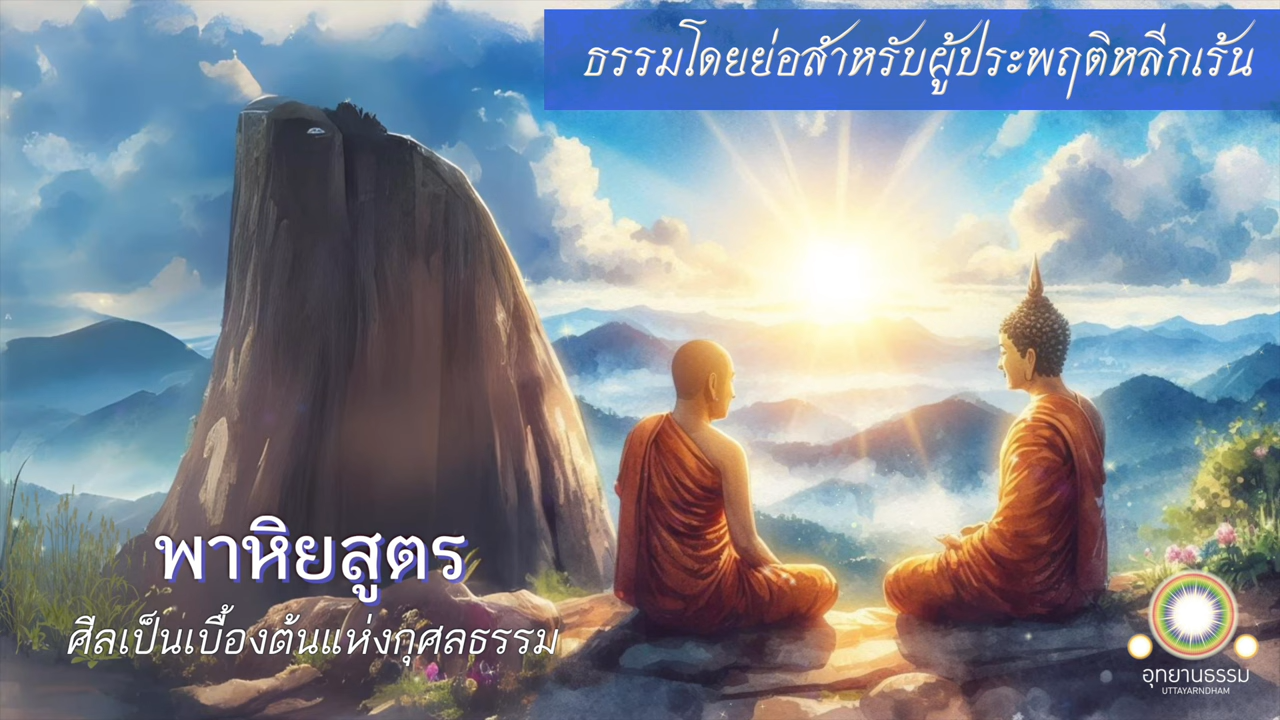 ธรรมโดยย่อสำหรับผู้ประพฤติหลีกเร้น
พาหิยสูตร
ศีลเป็นเบื้องต้นแห่งกุศลธรรม
อุทยานธรรม
UTTAYARNDHAM